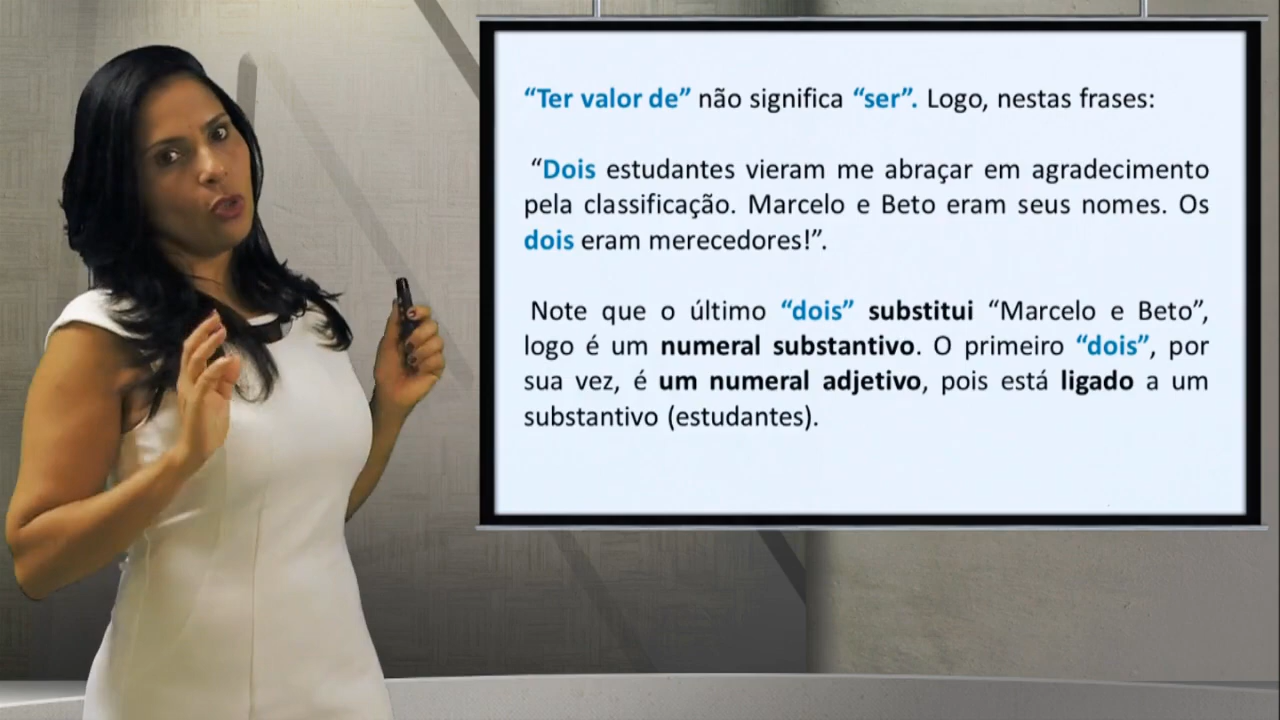 “Ter valor de” não significa “ser”. Logo, nestas frases:
“Dois estudantes vieram me abraçar em agradecimento
pela classificação. Marcelo e Beto eram seus nomes. Os
dois eram merecedores!”.
Note que o último “dois” substitui “Marcelo e Beto”,
logo é um numeral substantivo. O primeiro “dois”, por
sua vez, é um numeral adjetivo, pois está ligado a um
substantivo (estudantes).